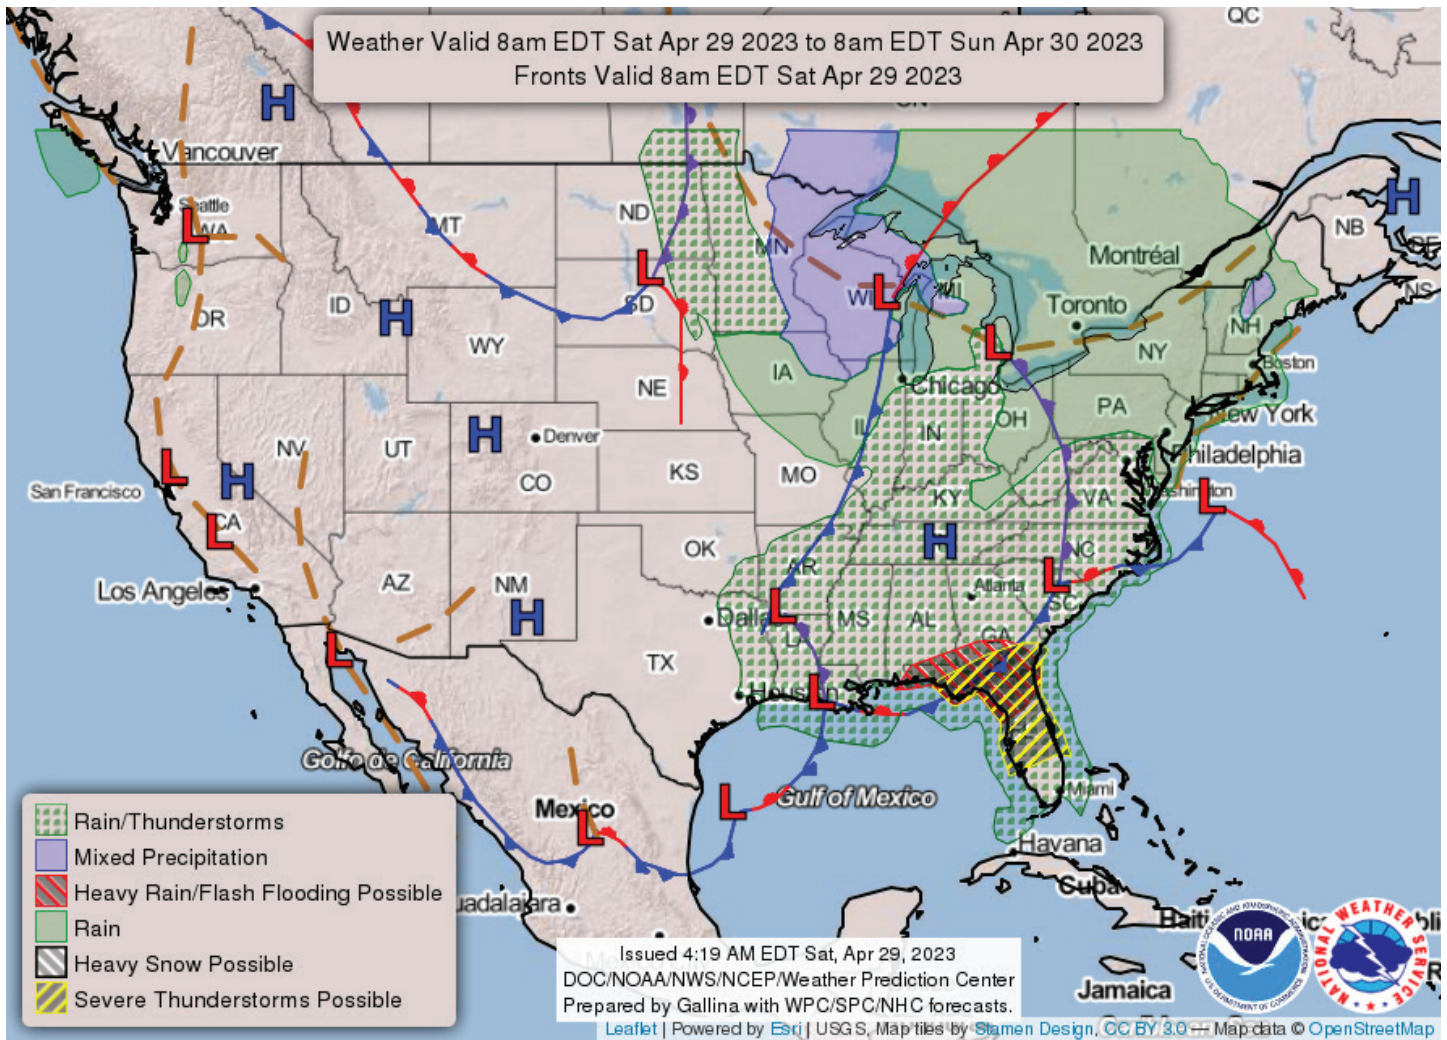 QC
Weather Valid 8am EDT Sat Apr 29 2023 to 8am EDT Sun Apr 30 2023
Fronts Valid 8am EDT Sat Apr 29 2023
H
Vancouver
H
Seattle
L
WA
MT
ND
MN
NB
Montréal
L
SD
WI
L
MI
Toronto
NS
OR
ID
H
WY
NH
NY
L
Boston
IA
Chicago
NE
PA
OH
New York
IL
IN
H
Denver
NV
UT
CO
KS
MO
Philadelphia
L
H
San Francisco
KY
VA
Washington
L
CA
L
OK
H
NC
AR
Los Angeles
AZ
NM
Atlanta
L
SC
H
Dallas
L
MS
AL
GA
LA
L
TX
Houston
L
Golfo de California
Miami
L
Gulf of Mexico
Mexico
L
Havana
Cuba
Rain/Thunderstorms
Mixed Precipitation
Heavy Rain/Flash Flooding Possible
Rain
Heavy Snow Possible
Severe Thunderstorms Possible
uadalajara
Haiti
NOAA
NATIONAL WEATHER SERVICE
Jamaica
Issued 4:19 AM EDT Sat, Apr 29, 2023
DOC/NOAA/NWS/NCEP/Weather Prediction Center
Prepared by Gallina with WPC/SPC/NHC forecasts.
Leaflet | Powered by Esri | USGS, Map tiles by Stamen Design, CC BY 3.0 — Map data © OpenStreetMap